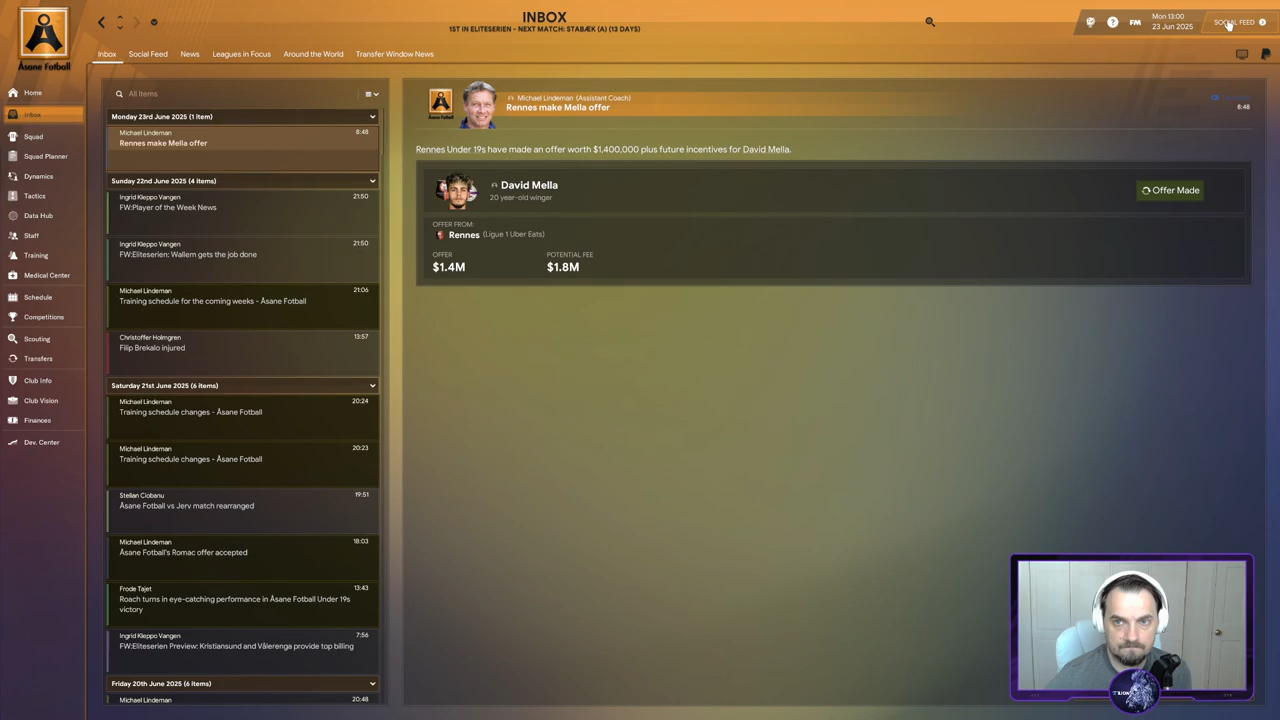 INBOX
1ST IN ELITESERIEN - NEXT MATCH: STABÆK (A) (13 DAYS)
FM
Mon 13:00
23 Jun 2025
SOCIAL FEED
Åsane Fotball
Inbox
Social Feed
News
Leagues in Focus
Around the World
Transfer Window News
Home
Inbox
Squad
Squad Planner
Dynamics
Tactics
Data Hub
Staff
Training
Medical Center
Schedule
Competitions
Scouting
Transfers
Club Info
Club Vision
Finances
Dev. Center
All Items
Monday 23rd June 2025 (1 Item)
Michael Lindeman 8:48
Rennes make Mella offer
Sunday 22nd June 2025 (4 items)
Ingrid Kleppo Vangen 21:50
FW:Player of the Week News
Ingrid Kleppo Vangen 21:50
FW:Eliteserien: Wallem gets the job done
Michael Lindeman 21:06
Training schedule for the coming weeks - Åsane Fotball
Christoffer Holmgren 13:57
Filip Brekalo injured
Saturday 21st June 2025 (6 items)
Michael Lindeman 20:24
Training schedule changes - Åsane Fotball
Michael Lindeman 20:23
Training schedule changes - Åsane Fotball
Stelian Ciobanu 19:51
Åsane Fotball vs Jerv match rearranged
Michael Lindeman 18:03
Åsane Fotball's Romac offer accepted
Frode Tajet 13:43
Roach turns in eye-catching performance in Åsane Fotball Under 19s
victory
Ingrid Kleppo Vangen 7:56
FW:Eliteserien Preview: Kristiansund and Vålerenga provide top billing
Friday 20th June 2025 (6 items)
Michael Lindeman 20:48
Michael Lindeman (Assistant Coach)
Rennes make Mella offer
8:48
Rennes Under 19s have made an offer worth $1,400,000 plus future incentives for David Mella.
David Mella
20 year-old winger
Offer Made
OFFER FROM:
Rennes (Ligue 1 Uber Eats)
OFFER POTENTIAL FEE
$1.4M $1.8M